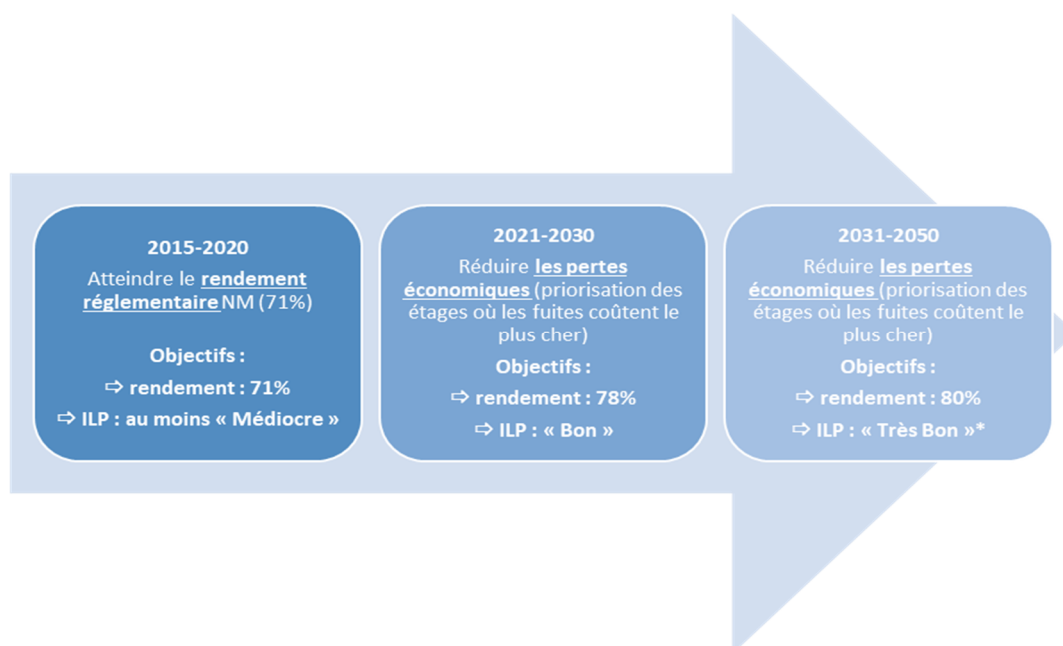 2015-2020
Atteindre le rendement
réglementaire NM (71%)
Objectifs :
⇨ rendement : 71%
⇨ ILP : au moins « Médiocre »
2021-2030
Réduire les pertes
économiques (priorisation des
étages où les fuites coûtent le
plus cher)
Objectifs :
⇨ rendement : 78%
⇨ ILP : « Bon »
2031-2050
Réduire les pertes
économiques (priorisation des
étages où les fuites coûtent le
plus cher)
Objectifs :
⇨ rendement : 80%
⇨ ILP : « Très Bon »*